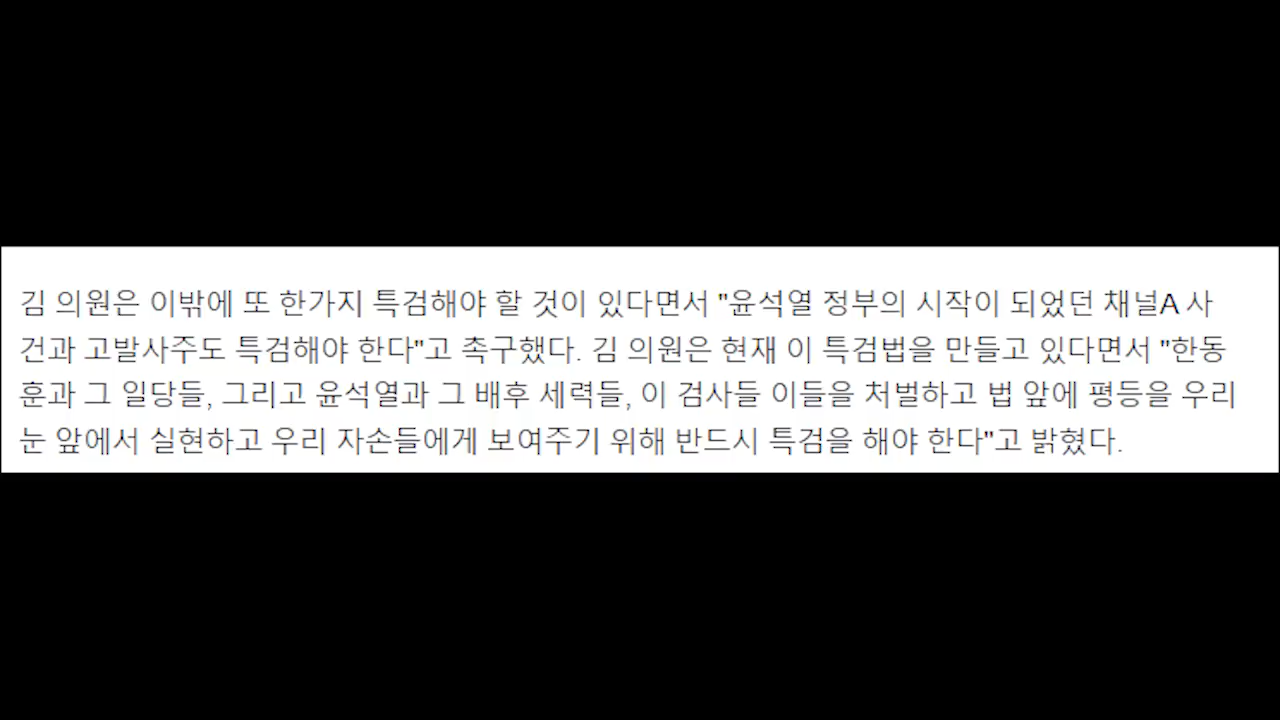 김 의원은 이밖에 또 한가지 특검해야 할 것이 있다면서 "윤석열 정부의 시작이 되었던 채널A 사
건과 고발사주도 특검해야 한다"고 촉구했다. 김 의원은 현재 이 특검법을 만들고 있다면서 "한동
훈과 그 일당들, 그리고 윤석열과 그 배후 세력들, 이 검사들 이들을 처벌하고 법 앞에 평등을 우리
눈 앞에서 실현하고 우리 자손들에게 보여주기 위해 반드시 특검을 해야 한다"고 밝혔다.